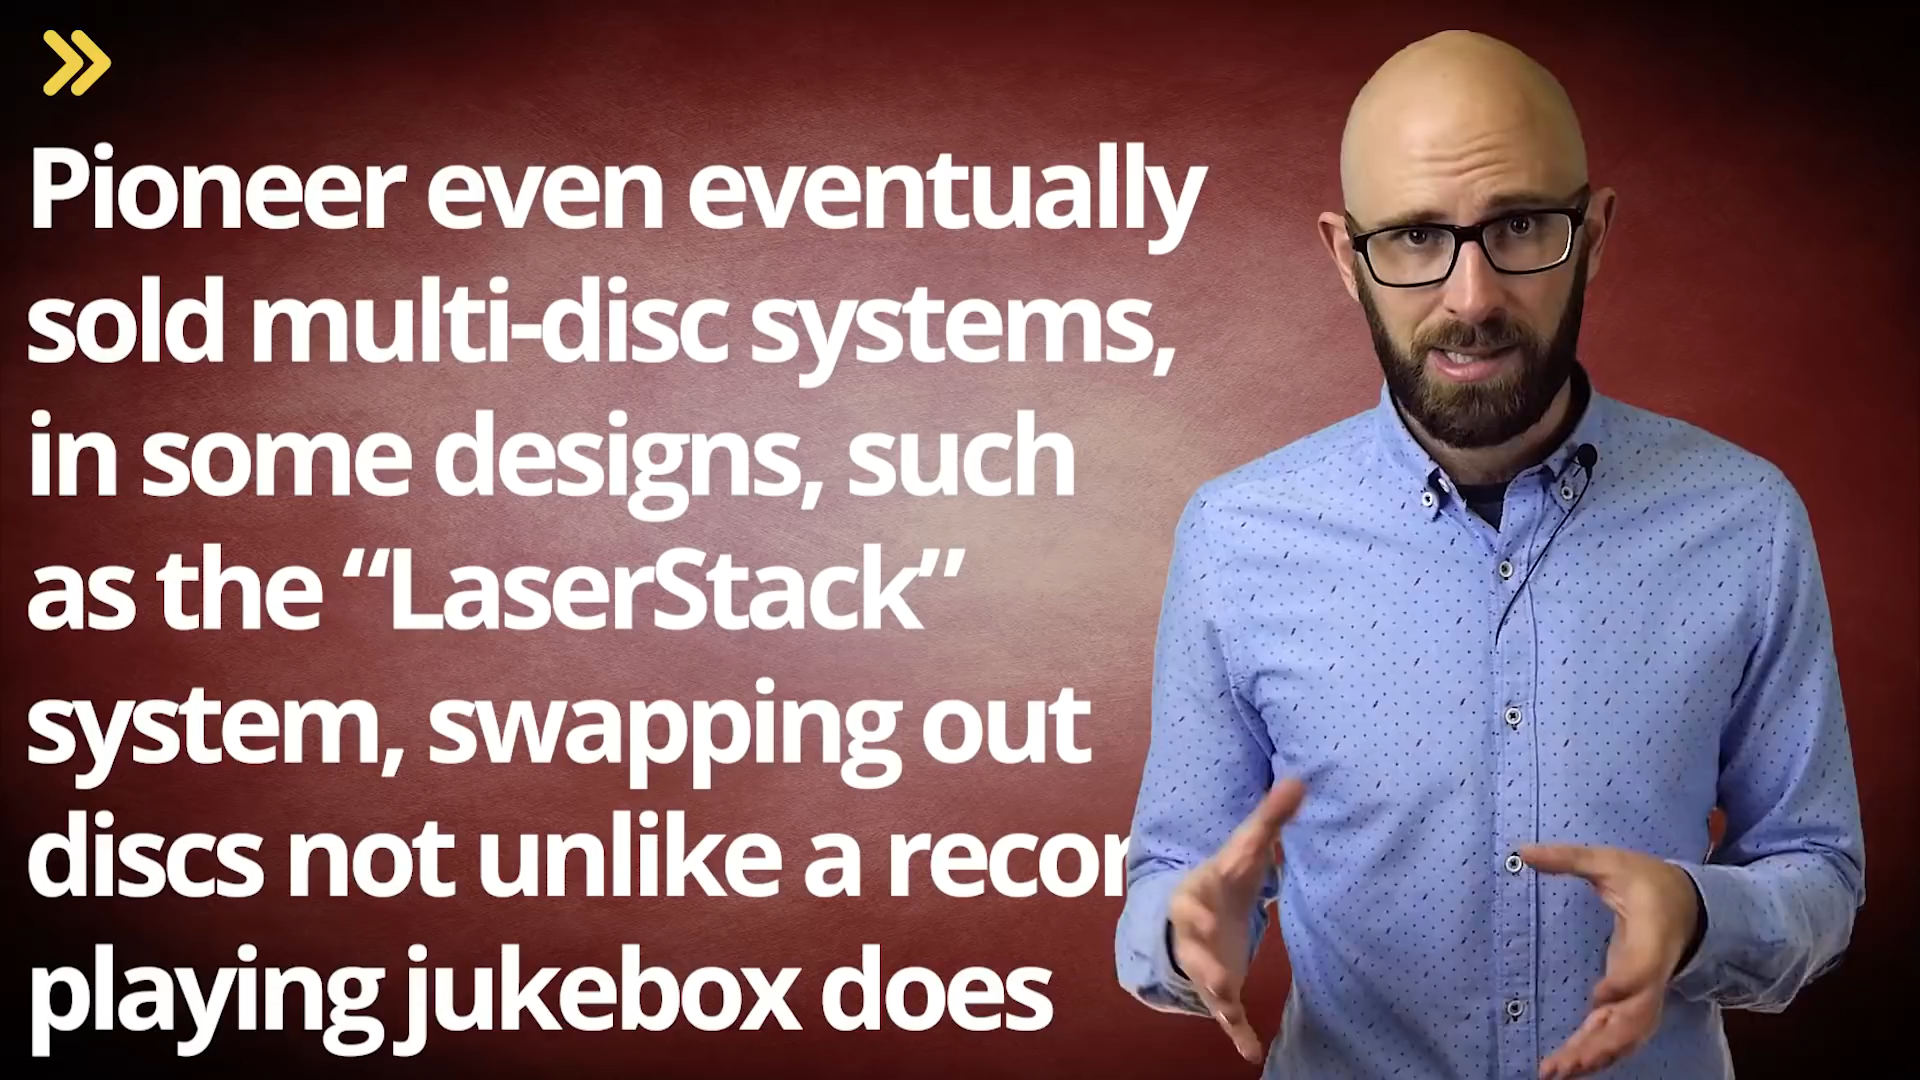 Pioneer even eventually
sold multi-disc systems,
in some designs, such
as the “LaserStack”
system, swapping out
discs not unlike a
playing jukebox does